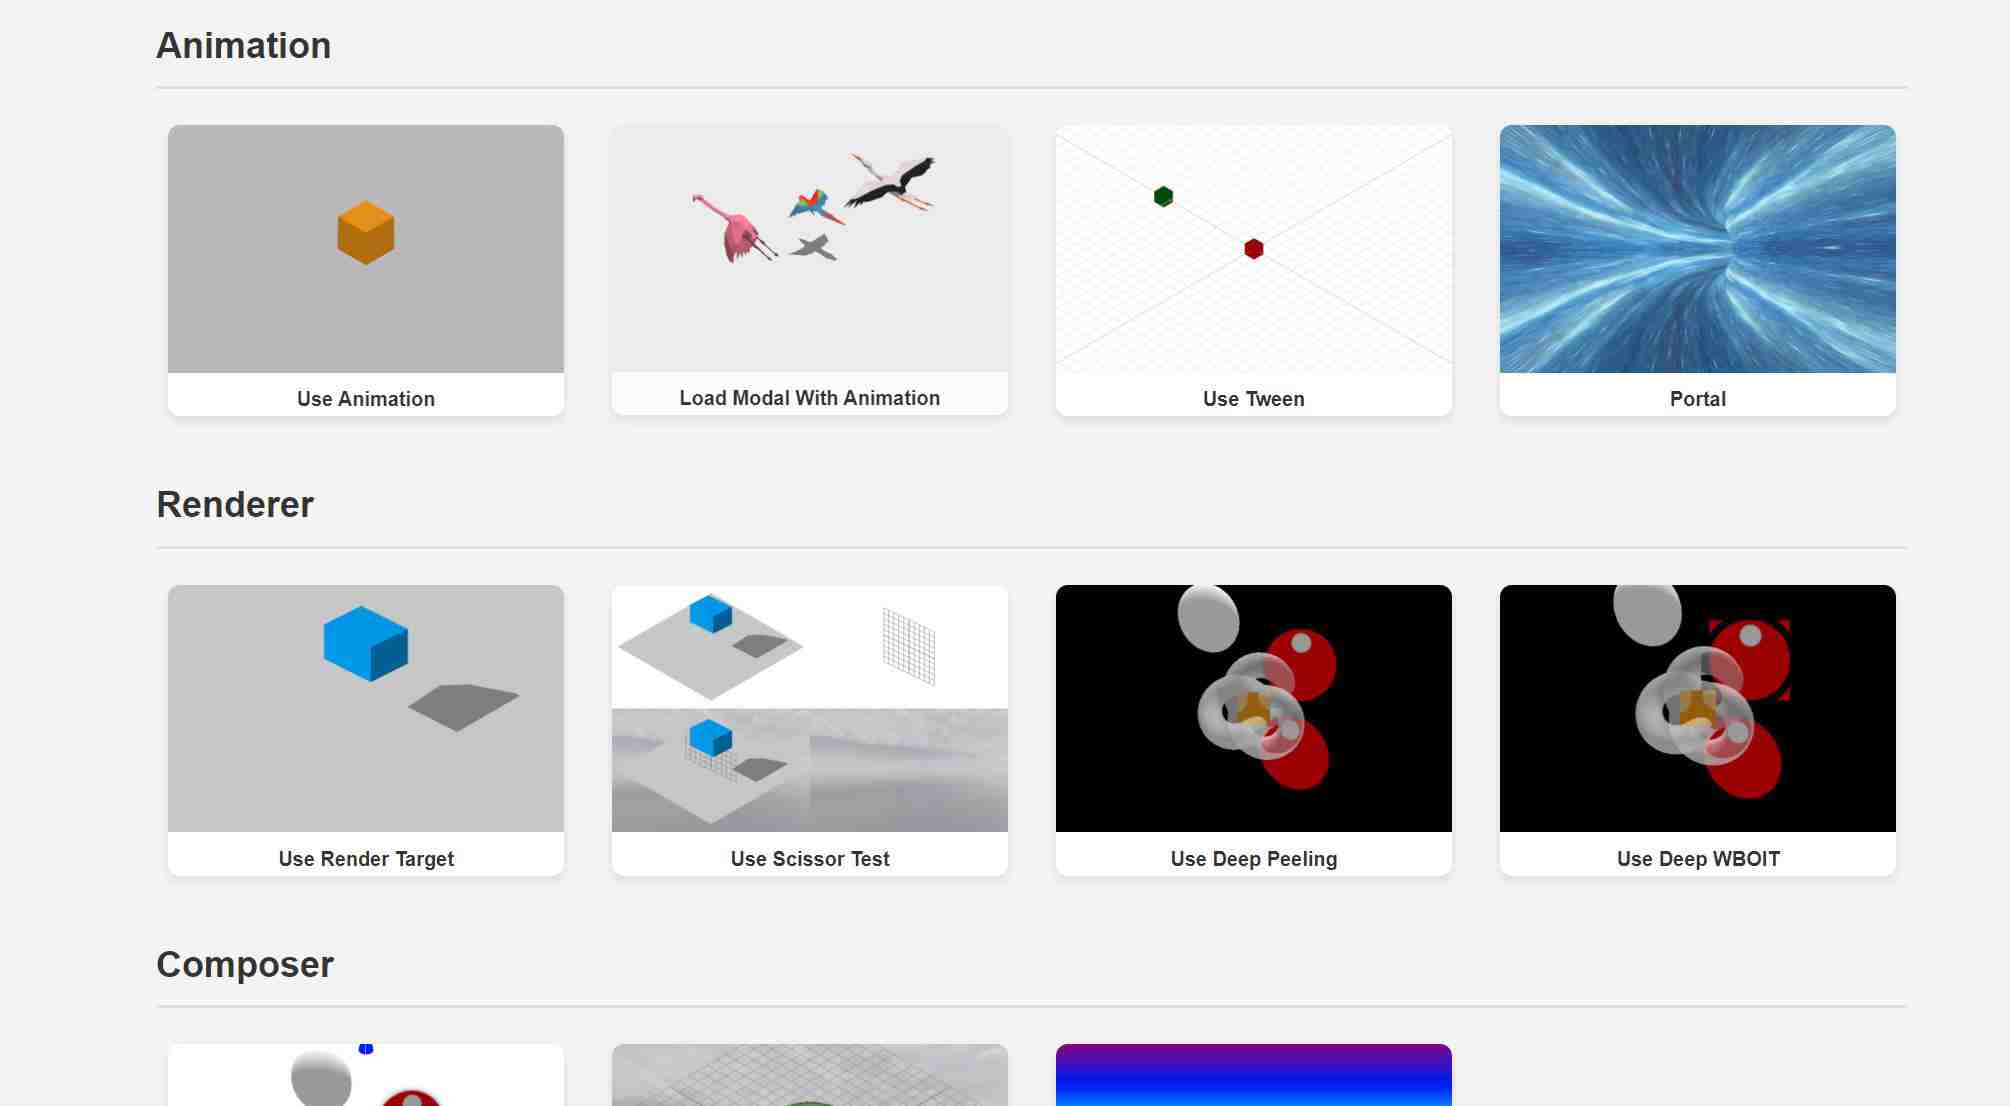 Animation
Use Animation
Load Modal With Animation
Use Tween
Portal
Renderer
Use Render Target
Use Scissor Test
Use Deep Peeling
Use Deep WBOIT
Composer